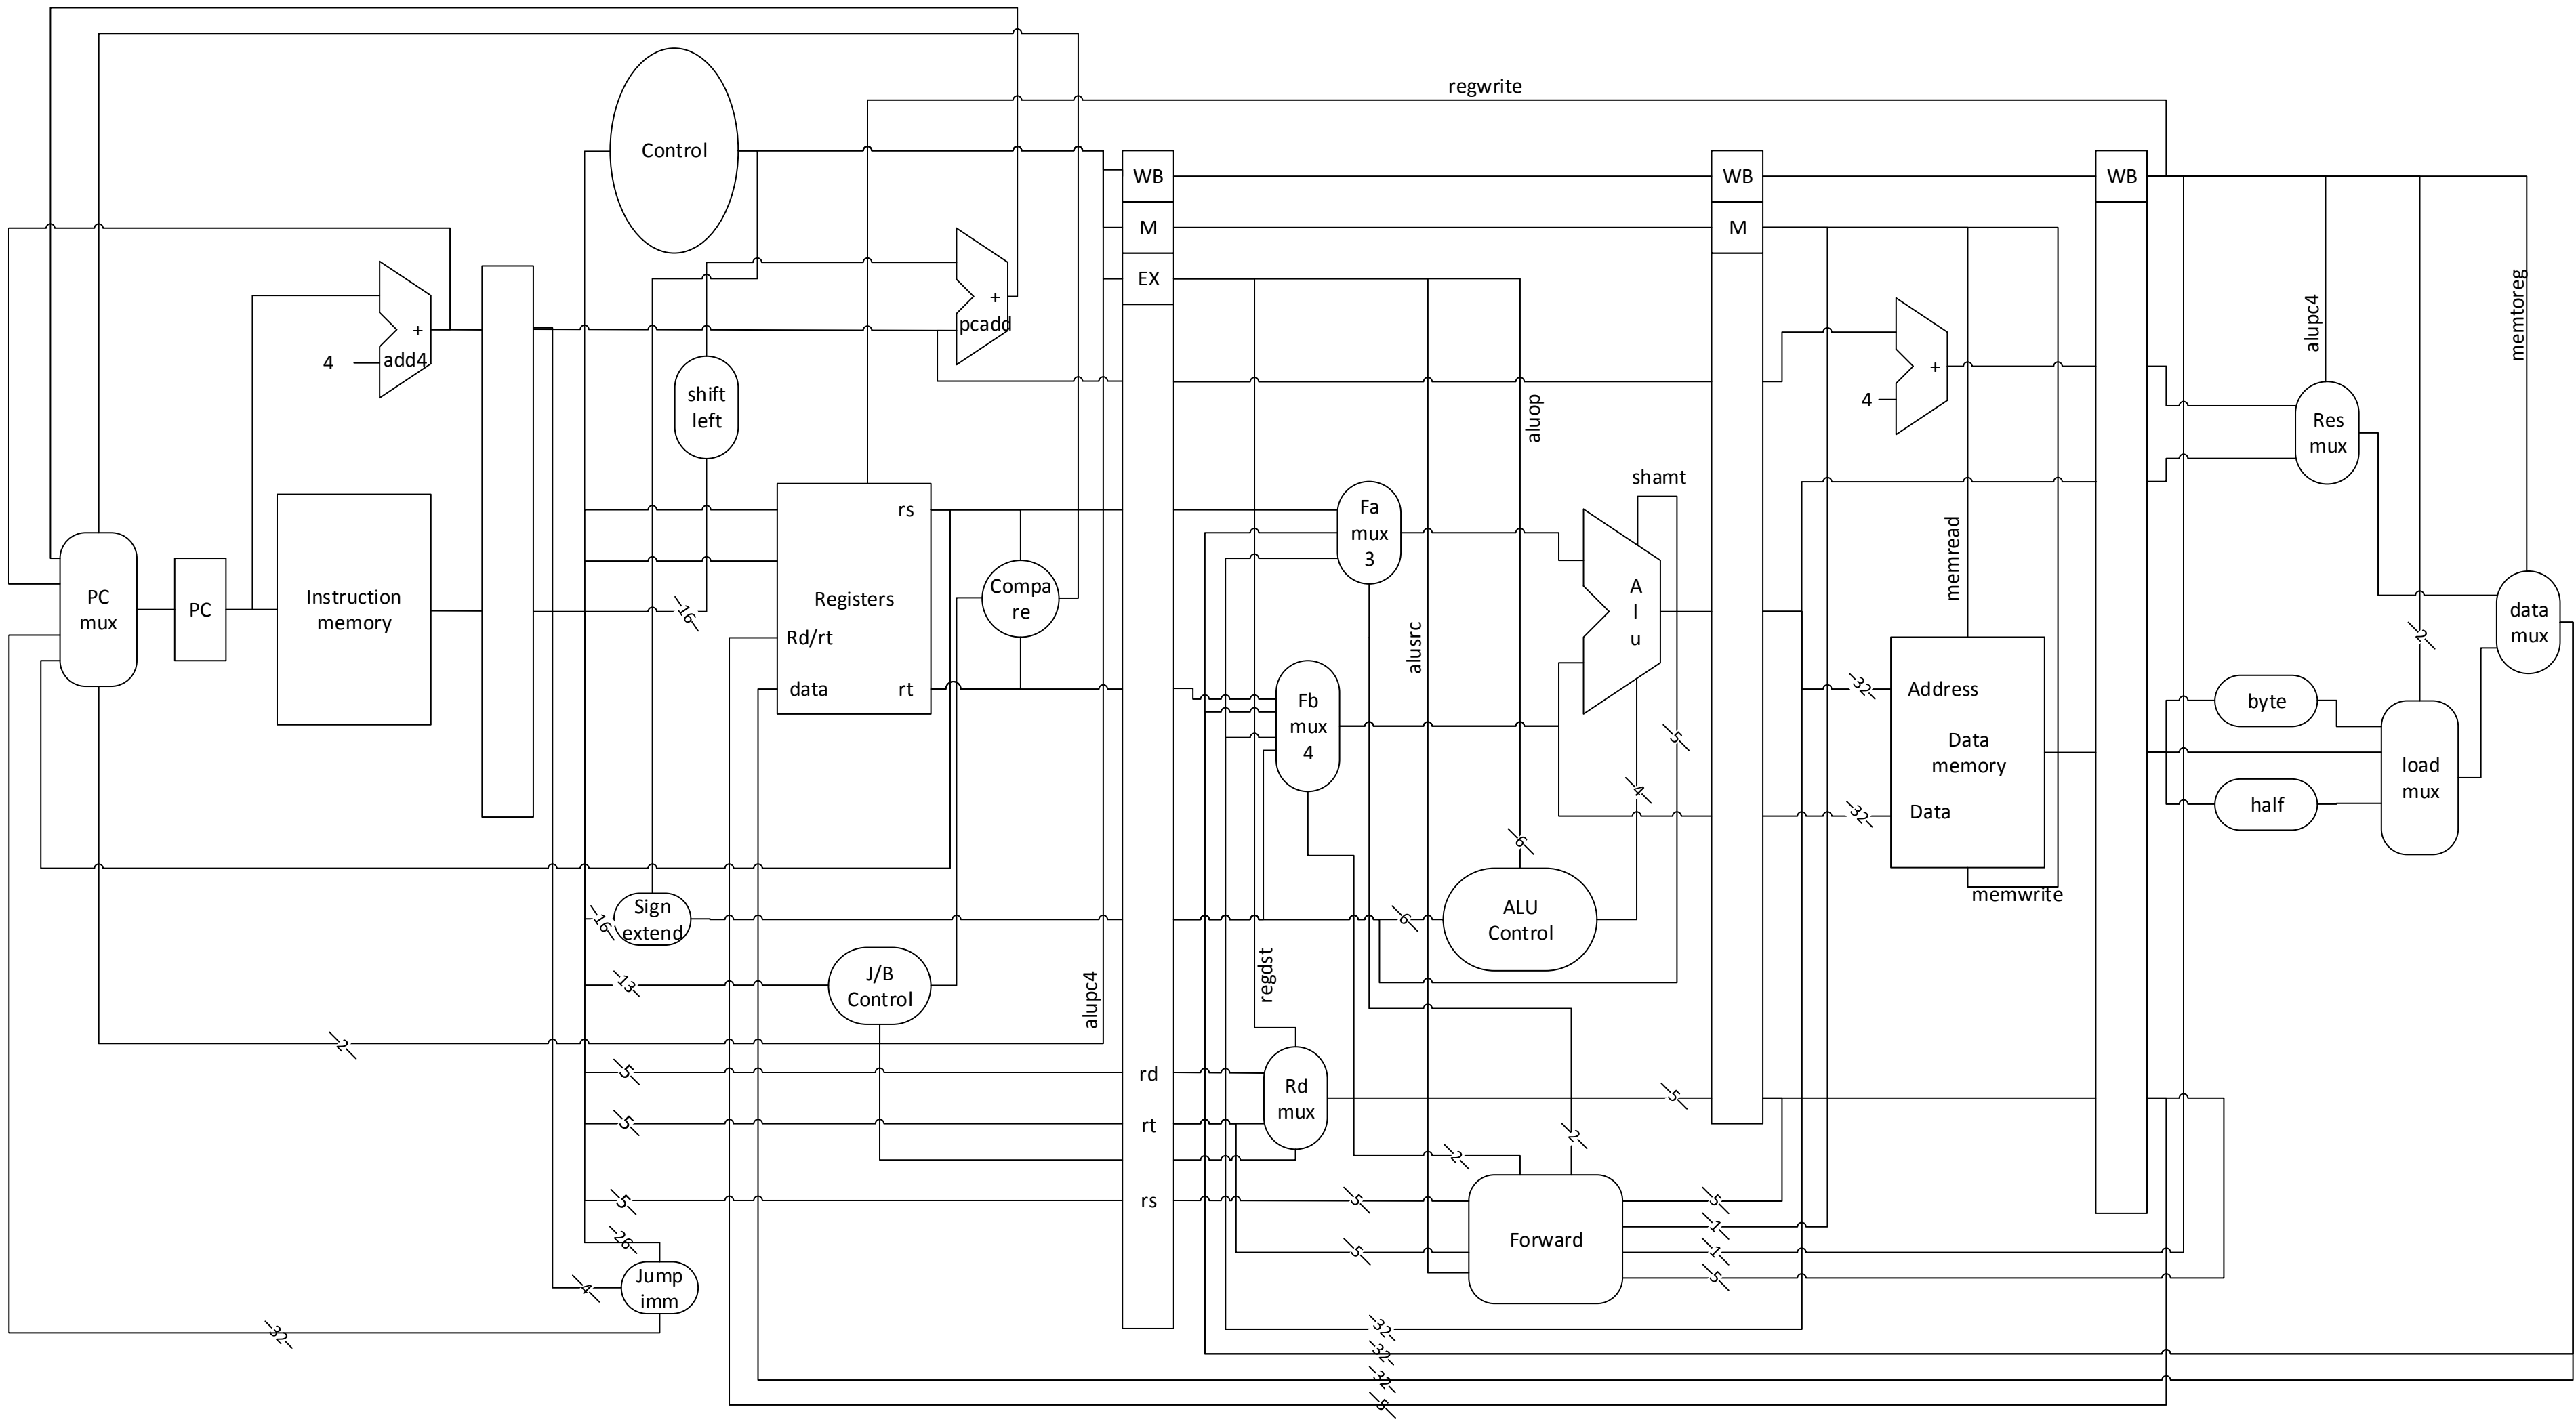 regwrite
Control
WB
WB
WB
M
M
EX
+
pcadd
+
add4
4
+
4
alupc4
memtoreg
shift
left
aluop
Res
mux
shamt
memread
rs
Fa
mux
3
PC
mux
PC
Instruction
memory
-16-
Registers
Compa
re
A
l
u
data
mux
-2-
Rd/rt
alusrc
data
rt
Fb
mux
4
-32-
Address
byte
-5-
Data
memory
load
mux
-4-
-32-
Data
half
-6-
memwrite
-16-
Sign
extend
-6-
ALU
Control
-13-
J/B
Control
alupc4
regdst
-2-
-5-
rd
Rd
mux
-5-
-5-
rt
-2-
-2-
-5-
rs
-5-
-5-
-1-
-26-
Forward
-5-
-1-
-5-
Jump
imm
-4-
-32-
-32-
-32-
-32-
-5-